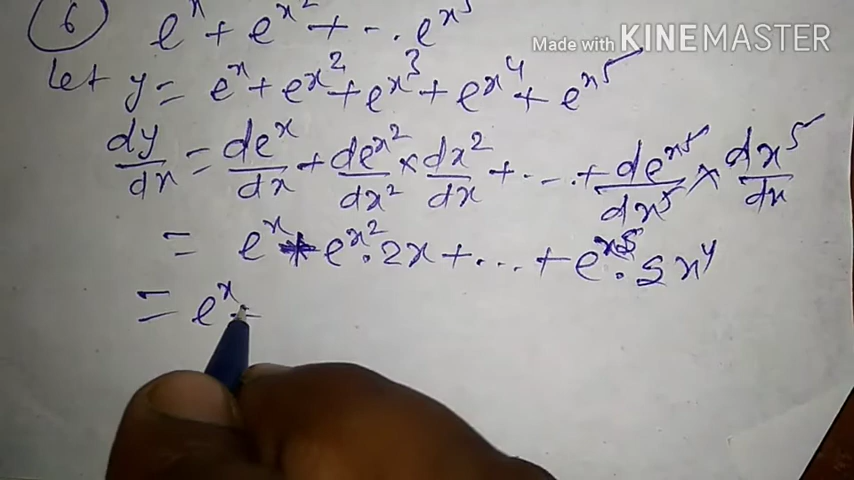 6 e^x + e^x^2 + - . e^x^5
Made with KINEMASTER
Let y = e^x + e^x^2 + e^x^3 + e^x^4 + e^x^5
dy/dx = de^x/dx + de^x^2/dx^2 × dx^2/dx + - . . + de^x^5/dx^5 × dx^5/dx
= e^x + e^x^2 . 2x + . . . + e^x^5 . 5x^4
= e^x +